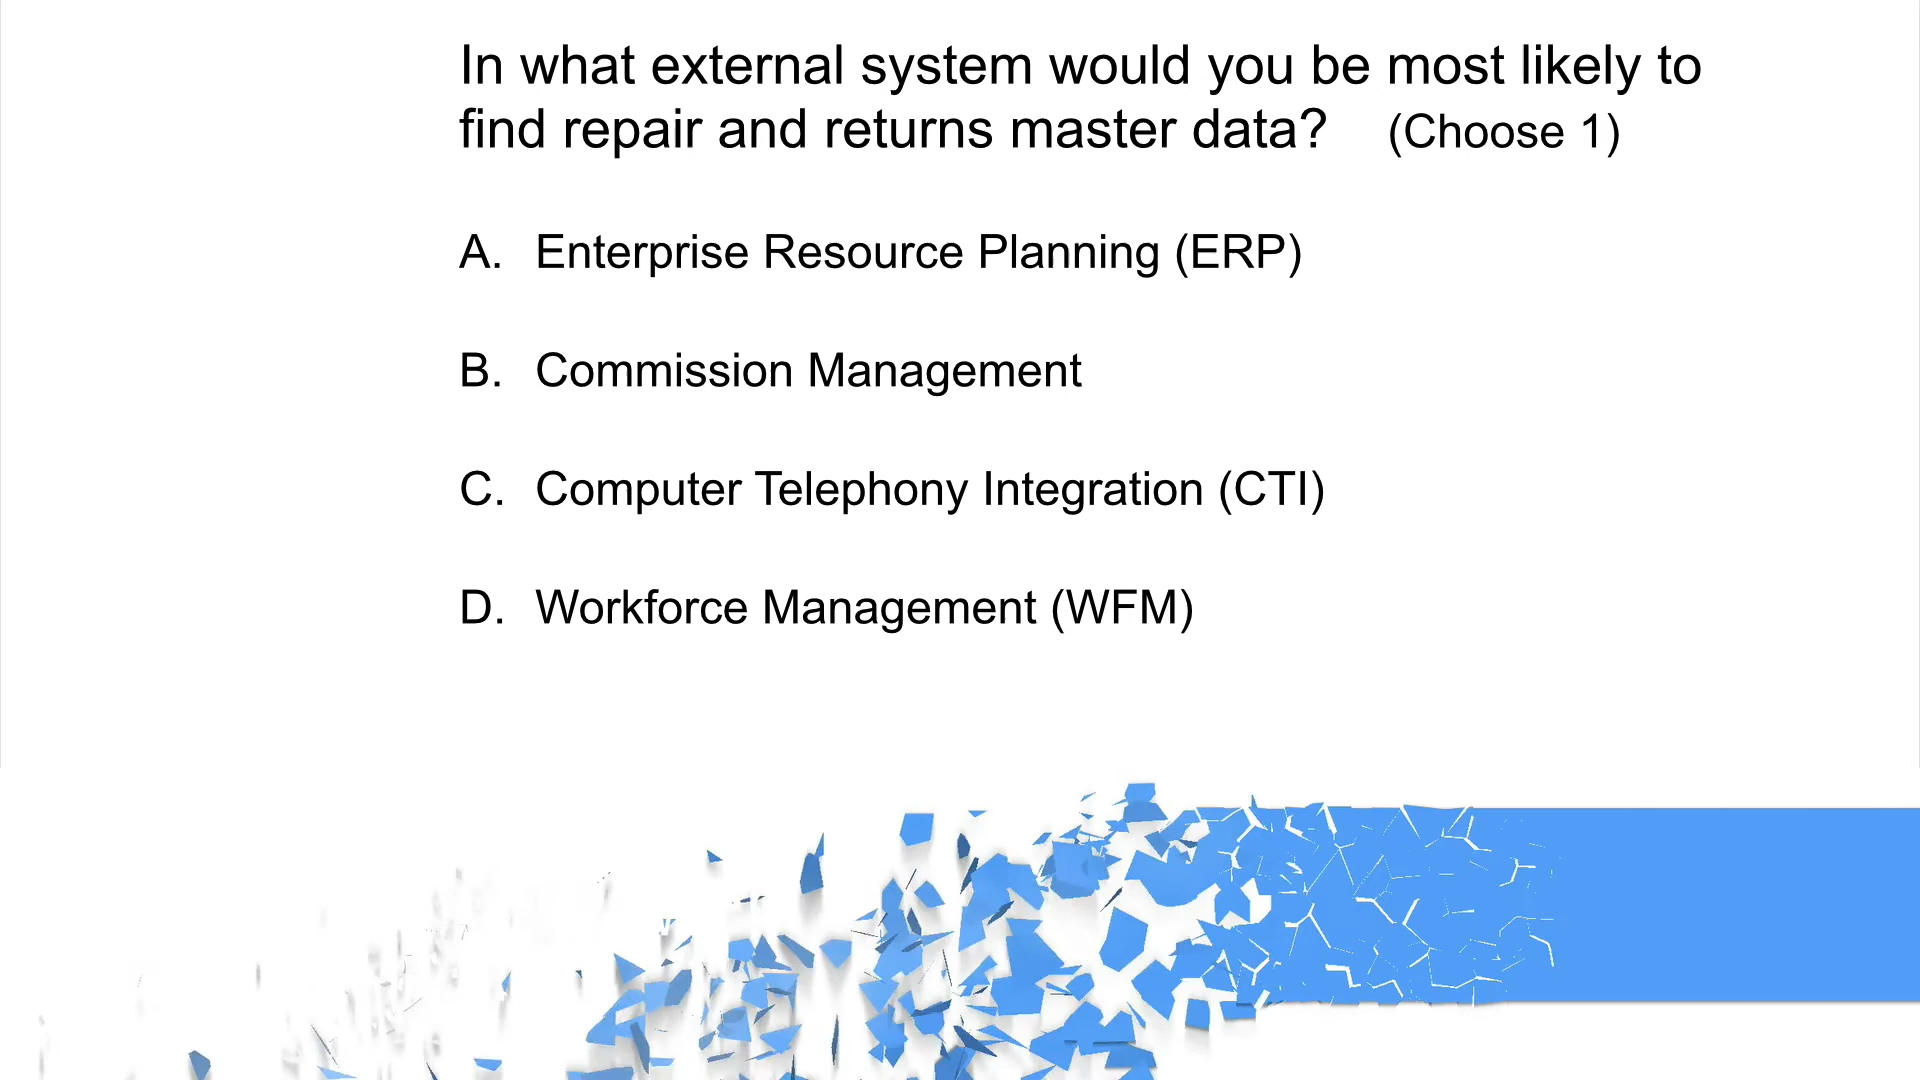 In what external system would you be most likely to
find repair and returns master data? (Choose 1)
A. Enterprise Resource Planning (ERP)
B. Commission Management
C. Computer Telephony Integration (CTI)
D. Workforce Management (WFM)